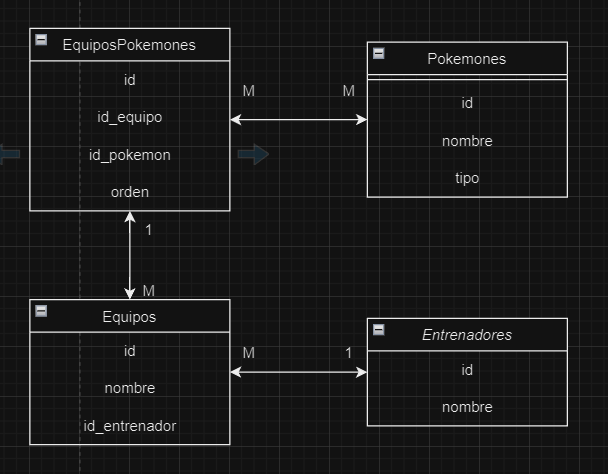 EquiposPokemones
id
id_equipo
id_pokemon
orden
M
M
Pokemones
id
nombre
tipo
1
M
Equipos
id
nombre
id_entrenador
M
1
Entrenadores
id
nombre